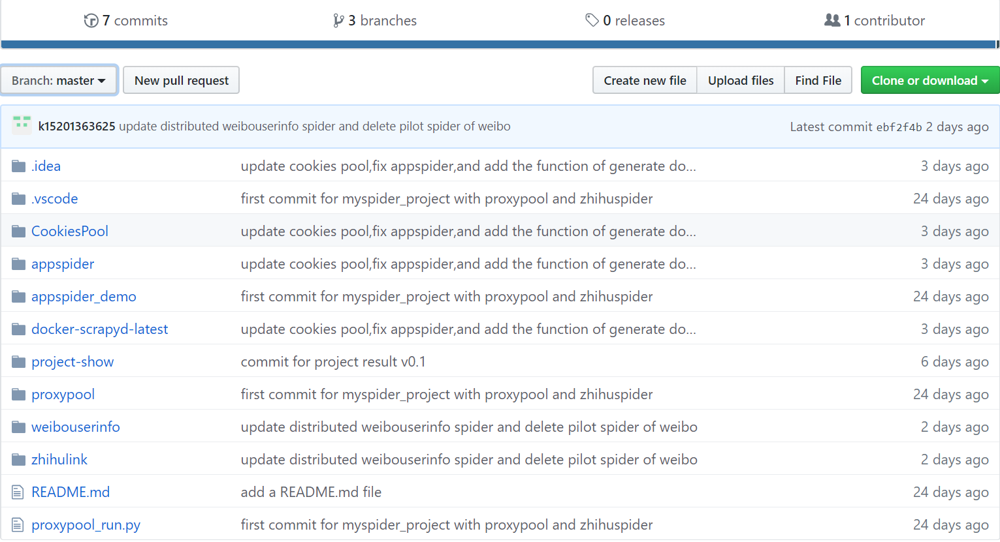 7 commits 3 branches 0 releases 1 contributor
Branch: master New pull request Create new file Upload files Find File Clone or download
k15201363625 update distributed weibouserinfo spider and delete pilot spider of weibo Latest commit ebf2f4b 2 days ago
.idea update cookies pool,fix appspider,and add the function of generate do... 3 days ago
.vscode first commit for myspider_project with proxypool and zhihuspider 24 days ago
CookiesPool update cookies pool,fix appspider,and add the function of generate do... 3 days ago
appspider update cookies pool,fix appspider,and add the function of generate do... 3 days ago
appspider_demo first commit for myspider_project with proxypool and zhihuspider 24 days ago
docker-scrapyd-latest update cookies pool,fix appspider,and add the function of generate do... 3 days ago
project-show commit for project result v0.1 6 days ago
proxypool first commit for myspider_project with proxypool and zhihuspider 24 days ago
weibouserinfo update distributed weibouserinfo spider and delete pilot spider of weibo 2 days ago
zhihulink update distributed weibouserinfo spider and delete pilot spider of weibo 2 days ago
README.md add a README.md file 24 days ago
proxypool_run.py first commit for myspider_project with proxypool and zhihuspider 24 days ago